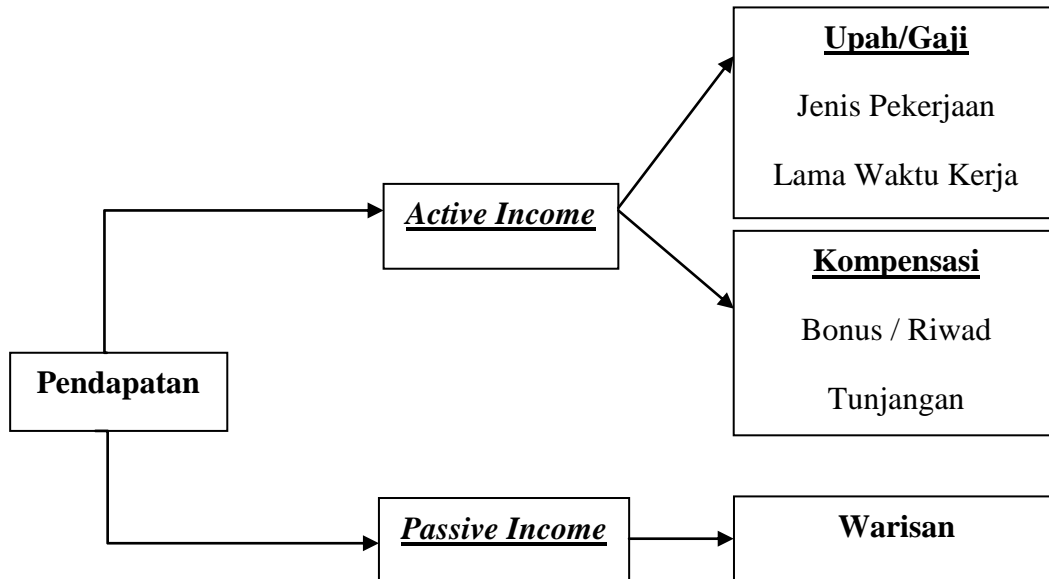 Upah/Gaji
Jenis Pekerjaan
Lama Waktu Kerja
Active Income
Kompensasi
Bonus / Riwad
Tunjangan
Pendapatan
Passive Income
Warisan